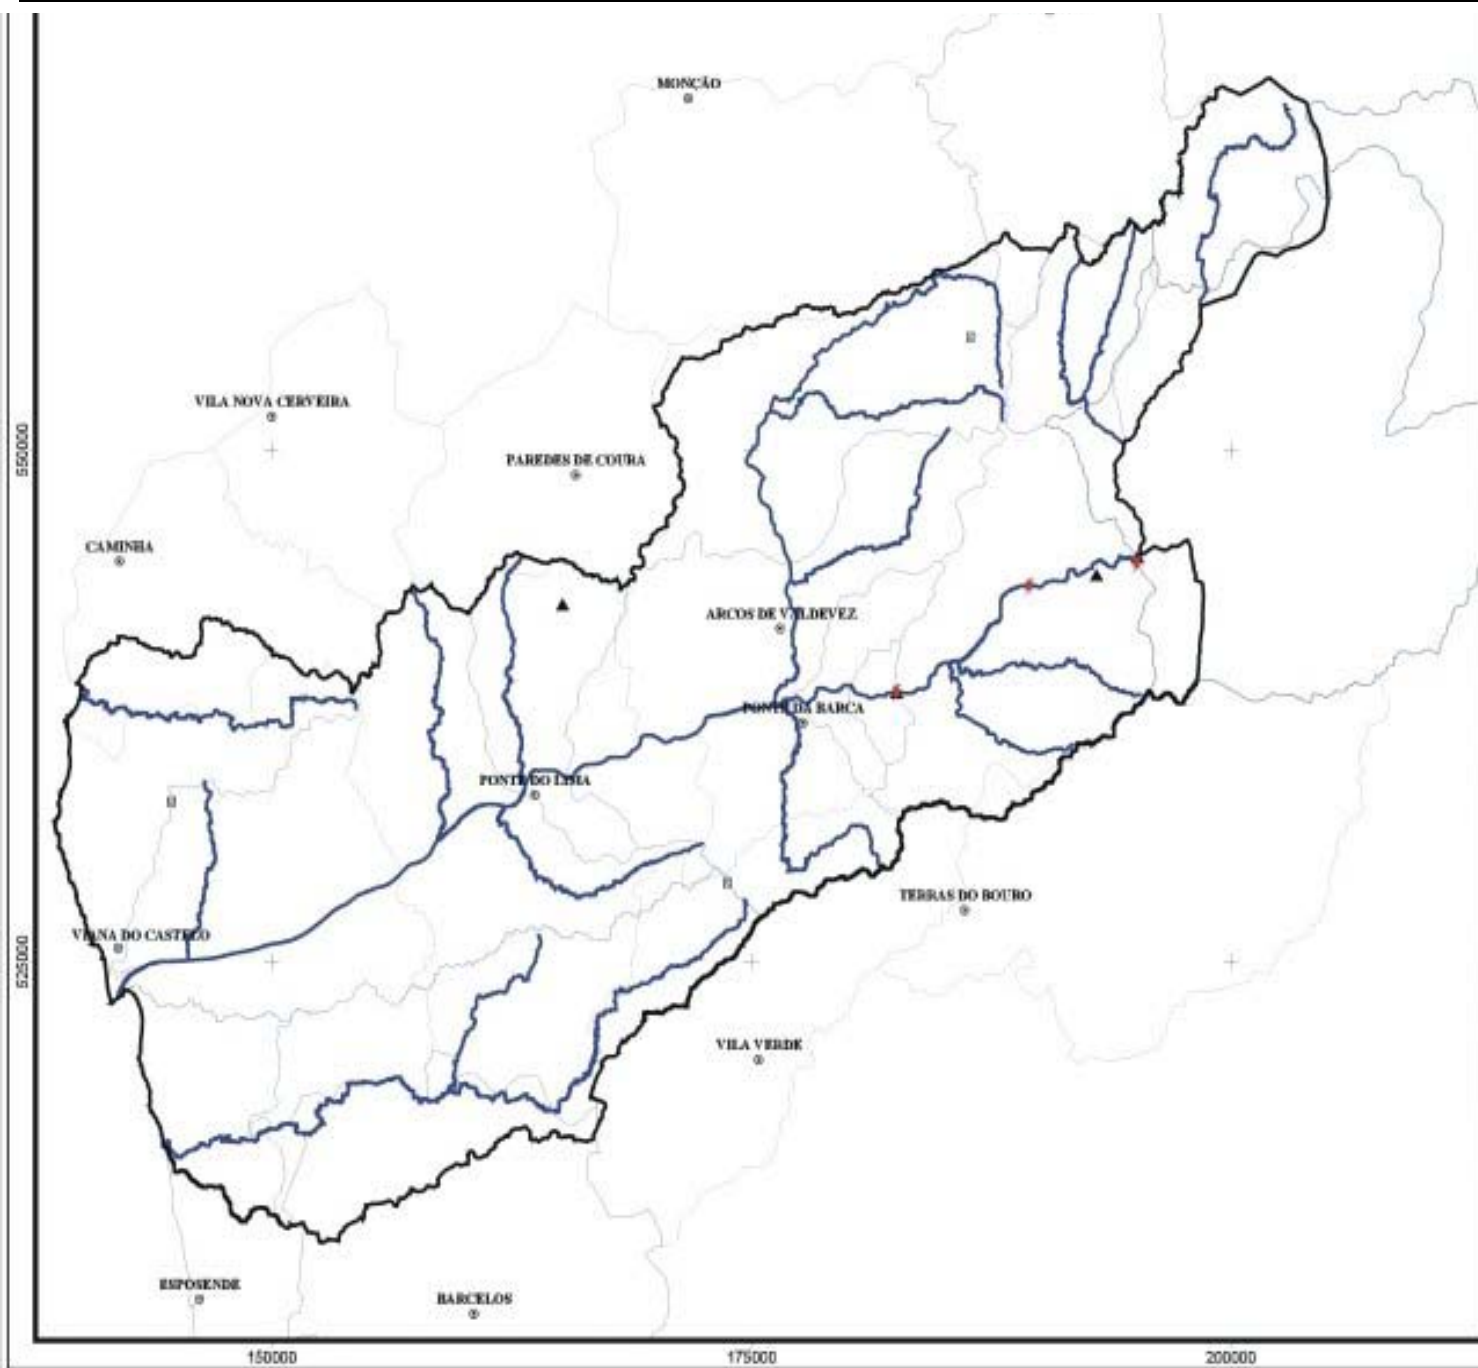 MONÇÃO
VILA NOVA CERVEIRA
550000
PAREDES DE COURA
CAMINHA
ARCOS DE VALDEVEZ
PONTE DA BARCA
PONTE DO LIMA
TERRAS DO BOURO
VIANA DO CASTELO
525000
VILA VERDE
ESPOSENDE
BARCELOS
150000
175000
200000